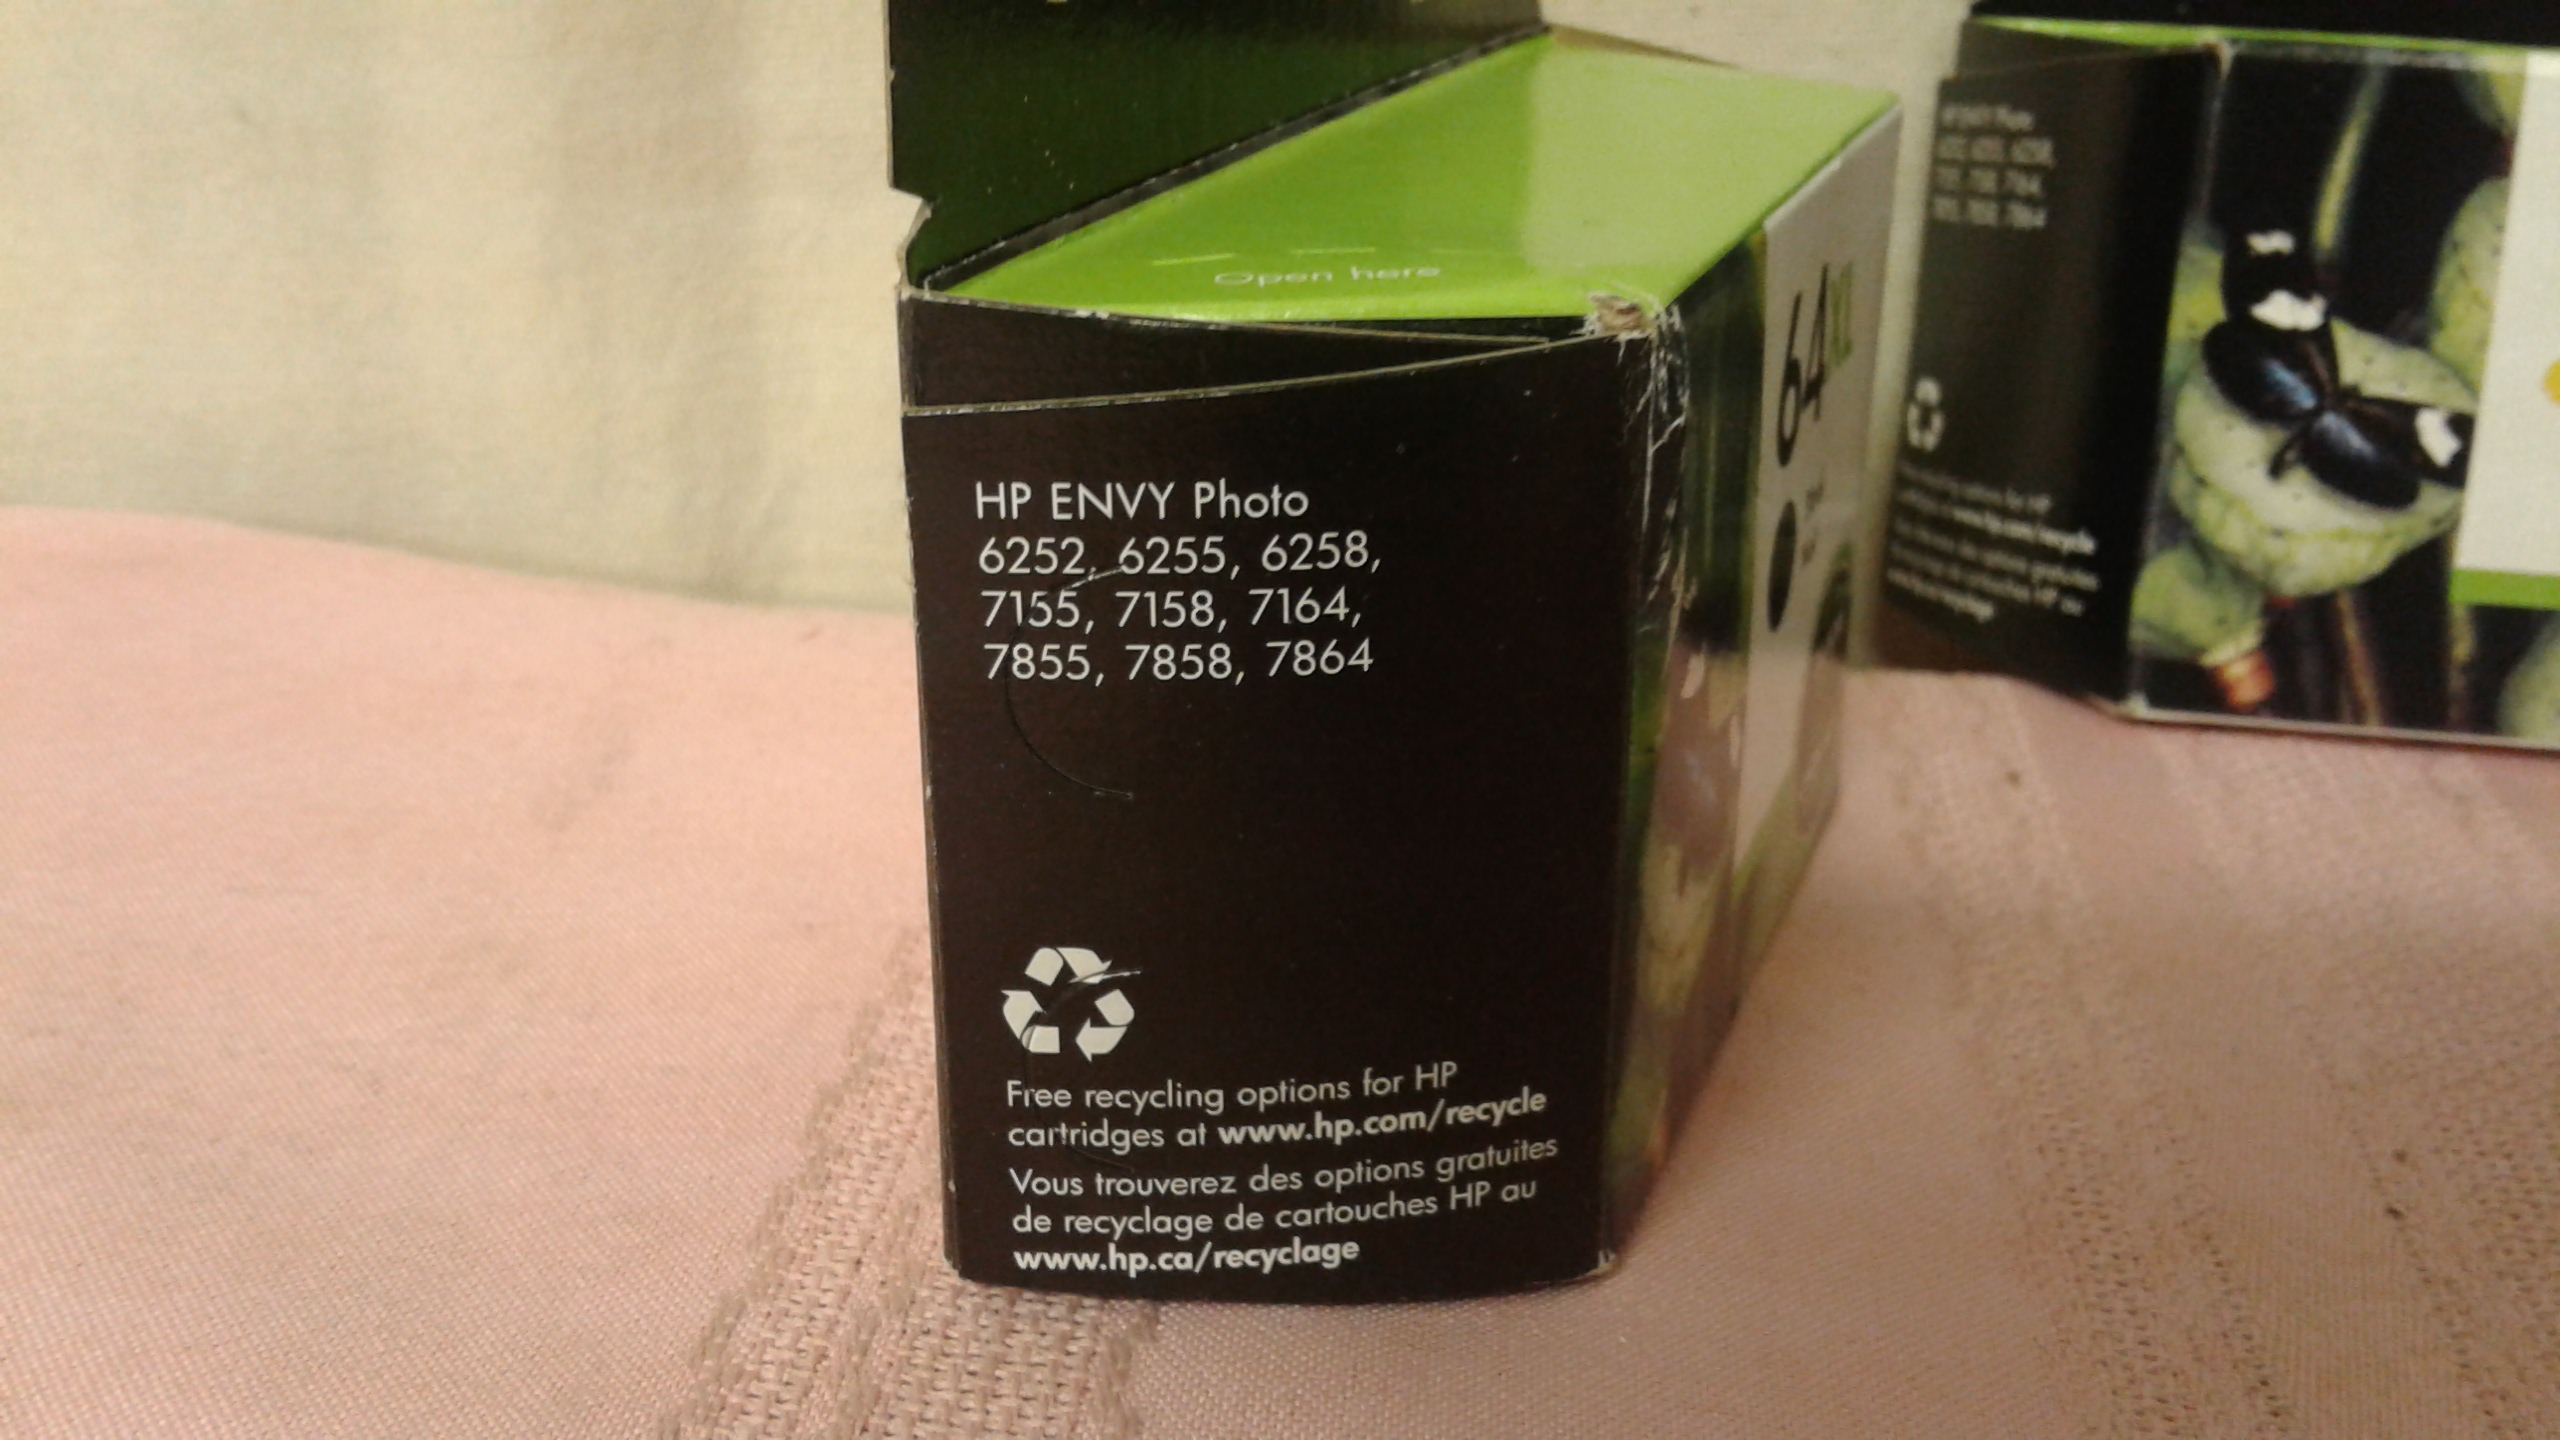 Open here
64XL
HP ENVY Photo
6252, 6255, 6258,
7155, 7158, 7164,
7855, 7858, 7864
Free recycling options for HP
cartridges at www.hp.com/recycle
Vous trouverez des options gratuites
de recyclage de cartouches HP au
www.hp.ca/recyclage